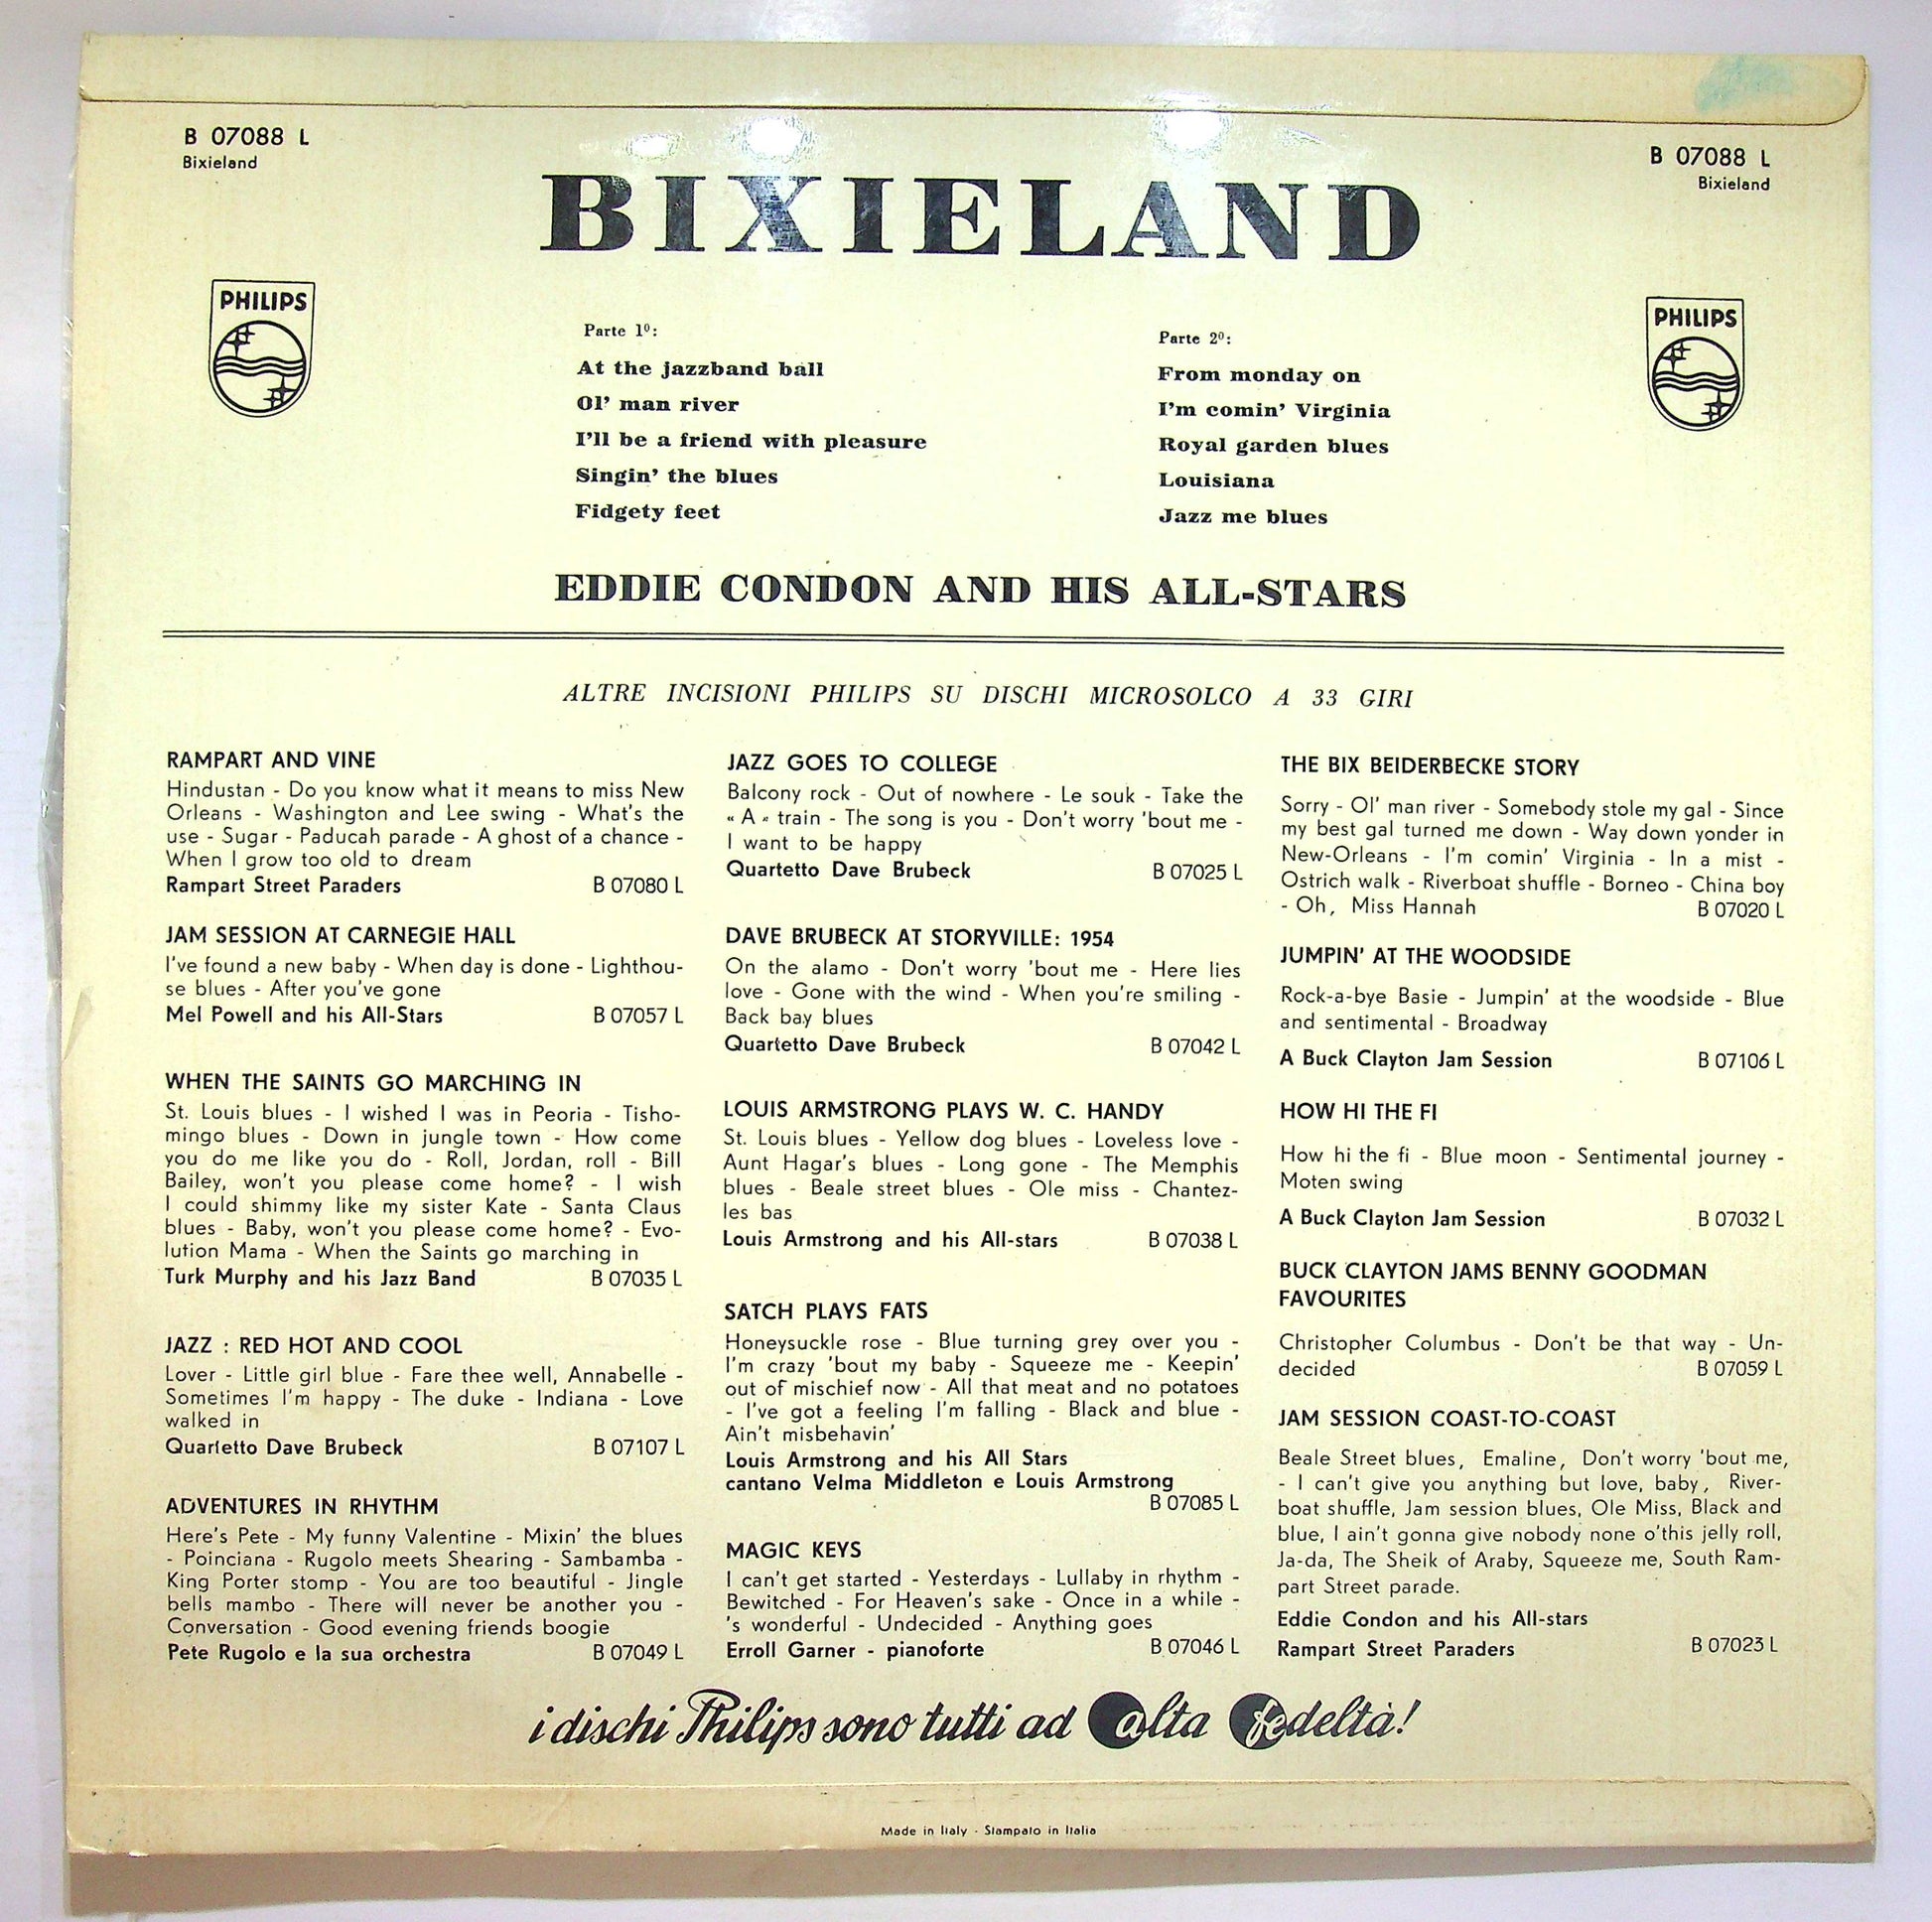 B 07088 L
Bixieland
B 07088 L
Bixieland
BIXIELAND
PHILIPS
PHILIPS
Parte 1º:
At the jazzband ball
Ol' man river
I'll be a friend with pleasure
Singin' the blues
Fidgety feet
Parte 2º:
From monday on
I'm comin' Virginia
Royal garden blues
Louisiana
Jazz me blues
EDDIE CONDON AND HIS ALL-STARS
ALTRE INCISIONI PHILIPS SU DISCHI MICROSOLCO A 33 GIRI
RAMPART AND VINE
Hindustan - Do you know what it means to miss New
Orleans - Washington and Lee swing - What's the
use - Sugar - Paducah parade - A ghost of a chance -
When I grow too old to dream
Rampart Street Paraders B 07080 L
JAM SESSION AT CARNEGIE HALL
I've found a new baby - When day is done - Lighthou-
se blues - After you've gone
Mel Powell and his All-Stars B 07057 L
WHEN THE SAINTS GO MARCHING IN
St. Louis blues - I wished I was in Peoria - Tisho-
mingo blues - Down in jungle town - How come
you do me like you do - Roll, Jordan, roll - Bill
Bailey, won't you please come home? - I wish
I could shimmy like my sister Kate - Santa Claus
blues - Baby, won't you please come home? - Evo-
lution Mama - When the Saints go marching in
Turk Murphy and his Jazz Band B 07035 L
JAZZ : RED HOT AND COOL
Lover - Little girl blue - Fare thee well, Annabelle -
Sometimes I'm happy - The duke - Indiana - Love
walked in
Quartetto Dave Brubeck B 07107 L
ADVENTURES IN RHYTHM
Here's Pete - My funny Valentine - Mixin' the blues
- Poinciana - Rugolo meets Shearing - Sambamba -
King Porter stomp - You are too beautiful - Jingle
bells mambo - There will never be another you -
Conversation - Good evening friends boogie
Pete Rugolo e la sua orchestra B 07049 L
JAZZ GOES TO COLLEGE
Balcony rock - Out of nowhere - Le souk - Take the
« A » train - The song is you - Don't worry 'bout me -
I want to be happy
Quartetto Dave Brubeck B 07025 L
DAVE BRUBECK AT STORYVILLE: 1954
On the alamo - Don't worry 'bout me - Here lies
love - Gone with the wind - When you're smiling -
Back bay blues
Quartetto Dave Brubeck B 07042 L
LOUIS ARMSTRONG PLAYS W. C. HANDY
St. Louis blues - Yellow dog blues - Loveless love -
Aunt Hagar's blues - Long gone - The Memphis
blues - Beale street blues - Ole miss - Chantez-
les bas
Louis Armstrong and his All-stars B 07038 L
SATCH PLAYS FATS
Honeysuckle rose - Blue turning grey over you -
I'm crazy 'bout my baby - Squeeze me - Keepin'
out of mischief now - All that meat and no potatoes
- I've got a feeling I'm falling - Black and blue -
Ain't misbehavin'
Louis Armstrong and his All Stars
cantano Velma Middleton e Louis Armstrong
B 07085 L
MAGIC KEYS
I can't get started - Yesterdays - Lullaby in rhythm -
Bewitched - For Heaven's sake - Once in a while -
's wonderful - Undecided - Anything goes
Erroll Garner - pianoforte B 07046 L
THE BIX BEIDERBECKE STORY
Sorry - Ol' man river - Somebody stole my gal - Since
my best gal turned me down - Way down yonder in
New-Orleans - I'm comin' Virginia - In a mist -
Ostrich walk - Riverboat shuffle - Borneo - China boy
- Oh, Miss Hannah B 07020 L
JUMPIN' AT THE WOODSIDE
Rock-a-bye Basie - Jumpin' at the woodside - Blue
and sentimental - Broadway
A Buck Clayton Jam Session B 07106 L
HOW HI THE FI
How hi the fi - Blue moon - Sentimental journey -
Moten swing
A Buck Clayton Jam Session B 07032 L
BUCK CLAYTON JAMS BENNY GOODMAN
FAVOURITES
Christopher Columbus - Don't be that way - Un-
decided B 07059 L
JAM SESSION COAST-TO-COAST
Beale Street blues, Emaline, Don't worry 'bout me,
- I can't give you anything but love, baby, River-
boat shuffle, Jam session blues, Ole Miss, Black and
blue, I ain't gonna give nobody none o'this jelly roll,
Ja-da, The Sheik of Araby, Squeeze me, South Ram-
part Street parade.
Eddie Condon and his All-stars
Rampart Street Paraders B 07023 L
i dischi Philips sono tutti ad alta fedeltà!
Made in Italy - Stampato in Italia